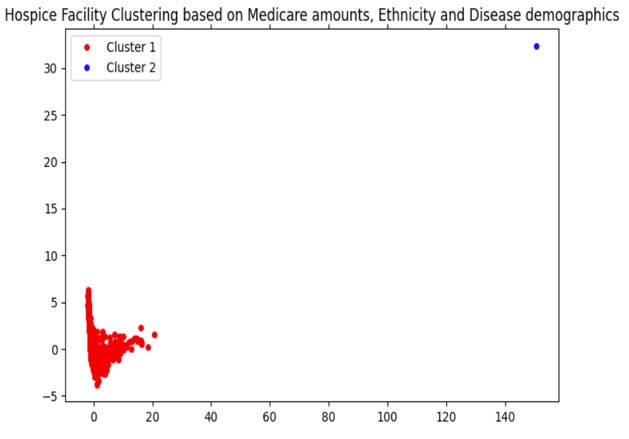 Hospice Facility Clustering based on Medicare amounts, Ethnicity and Disease demographics
Cluster 1
Cluster 2
30
25
20
15
10
5
0
−5
0 20 40 60 80 100 120 140